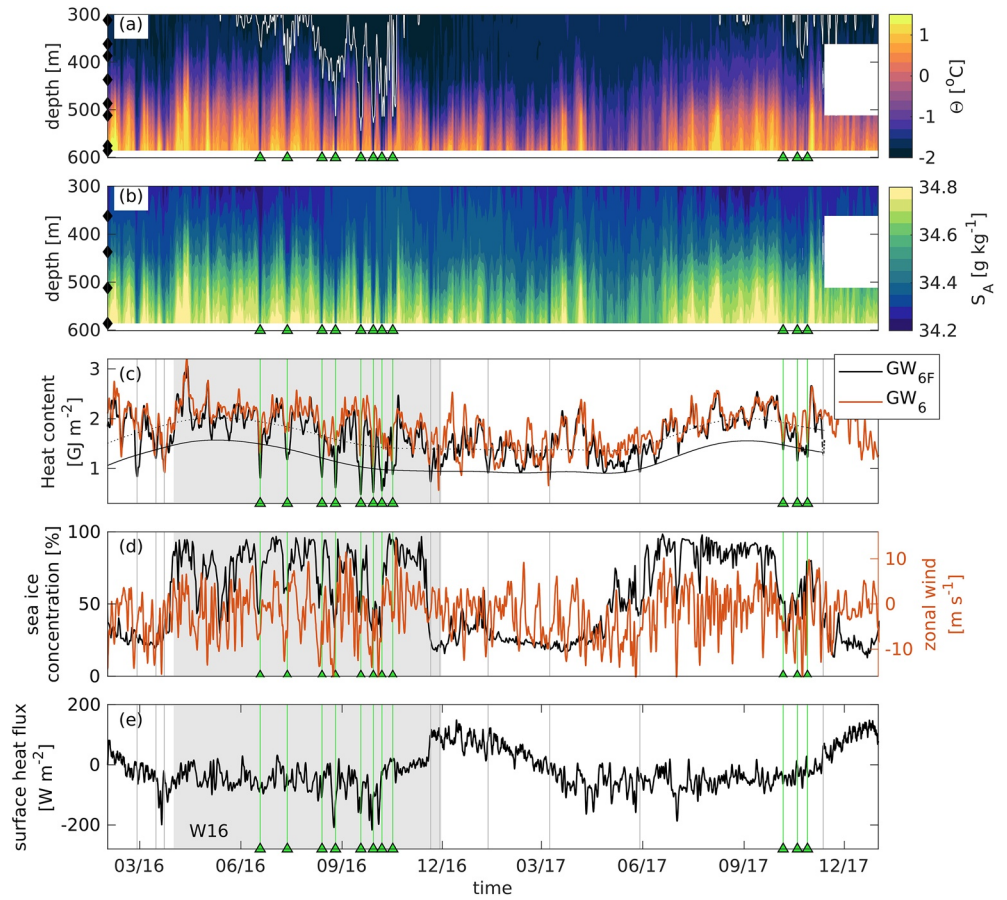 (a)
300
400
500
600
depth [m]
1
0
-1
-2
Θ [°C]
(b)
300
400
500
600
depth [m]
34.8
34.6
34.4
34.2
S_A [g kg⁻¹]
(c)
3
2
1
Heat content
[GJ m⁻²]
GW_6F
GW_6
(d)
100
50
0
sea ice
concentration [%]
10
0
-10
zonal wind
[m s⁻¹]
(e)
200
0
-200
surface heat flux
[W m⁻²]
W16
03/16 06/16 09/16 12/16 03/17 06/17 09/17 12/17
time